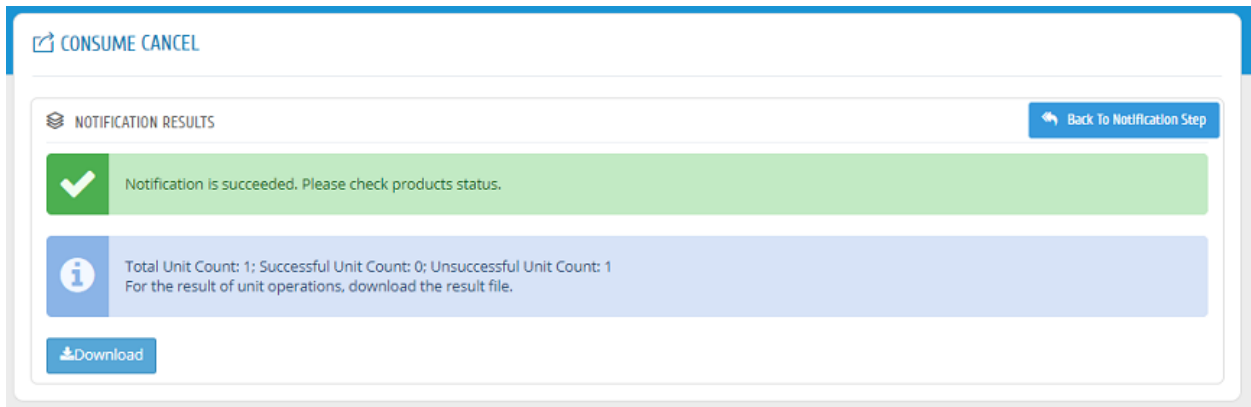 CONSUME CANCEL
NOTIFICATION RESULTS
Back To Notification Step
Notification is succeeded. Please check products status.
Total Unit Count: 1; Successful Unit Count: 0; Unsuccessful Unit Count: 1
For the result of unit operations, download the result file.
Download